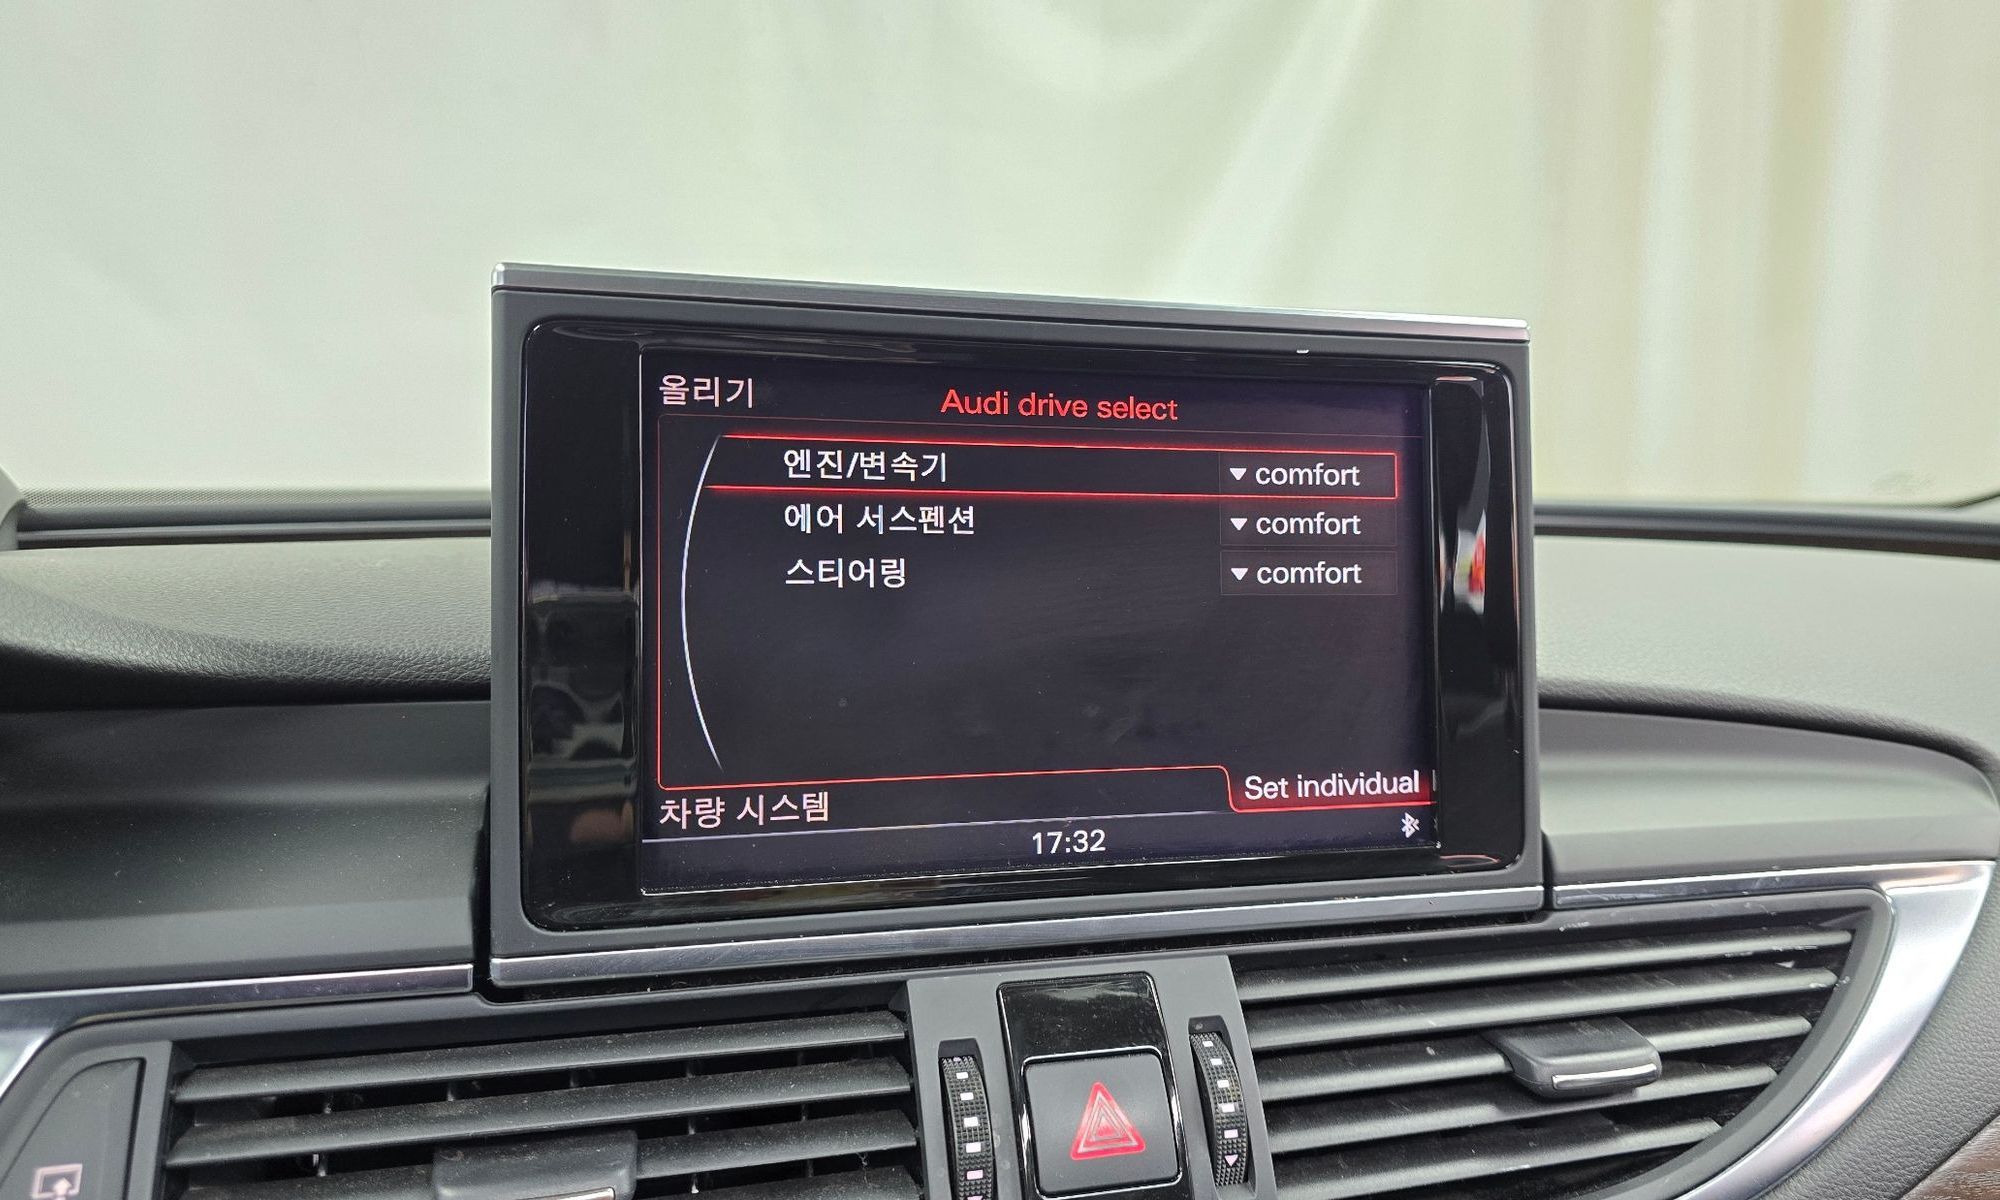 올리기
Audi drive select
엔진/변속기 ▼ comfort
에어 서스펜션 ▼ comfort
스티어링 ▼ comfort
Set individual
차량 시스템
17:32